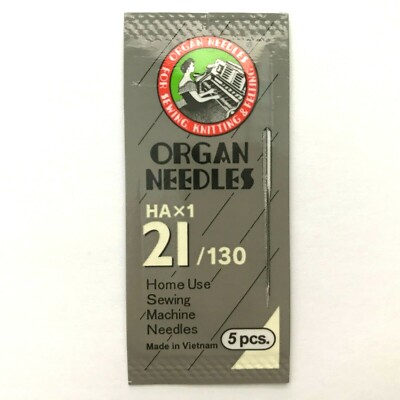 ORGAN NEEDLES
FOR SEWING, KNITTING & FELTING
ORGAN
NEEDLES
HA×1
21/130
Home Use
Sewing
Machine
Needles
Made in Vietnam
5 pcs.